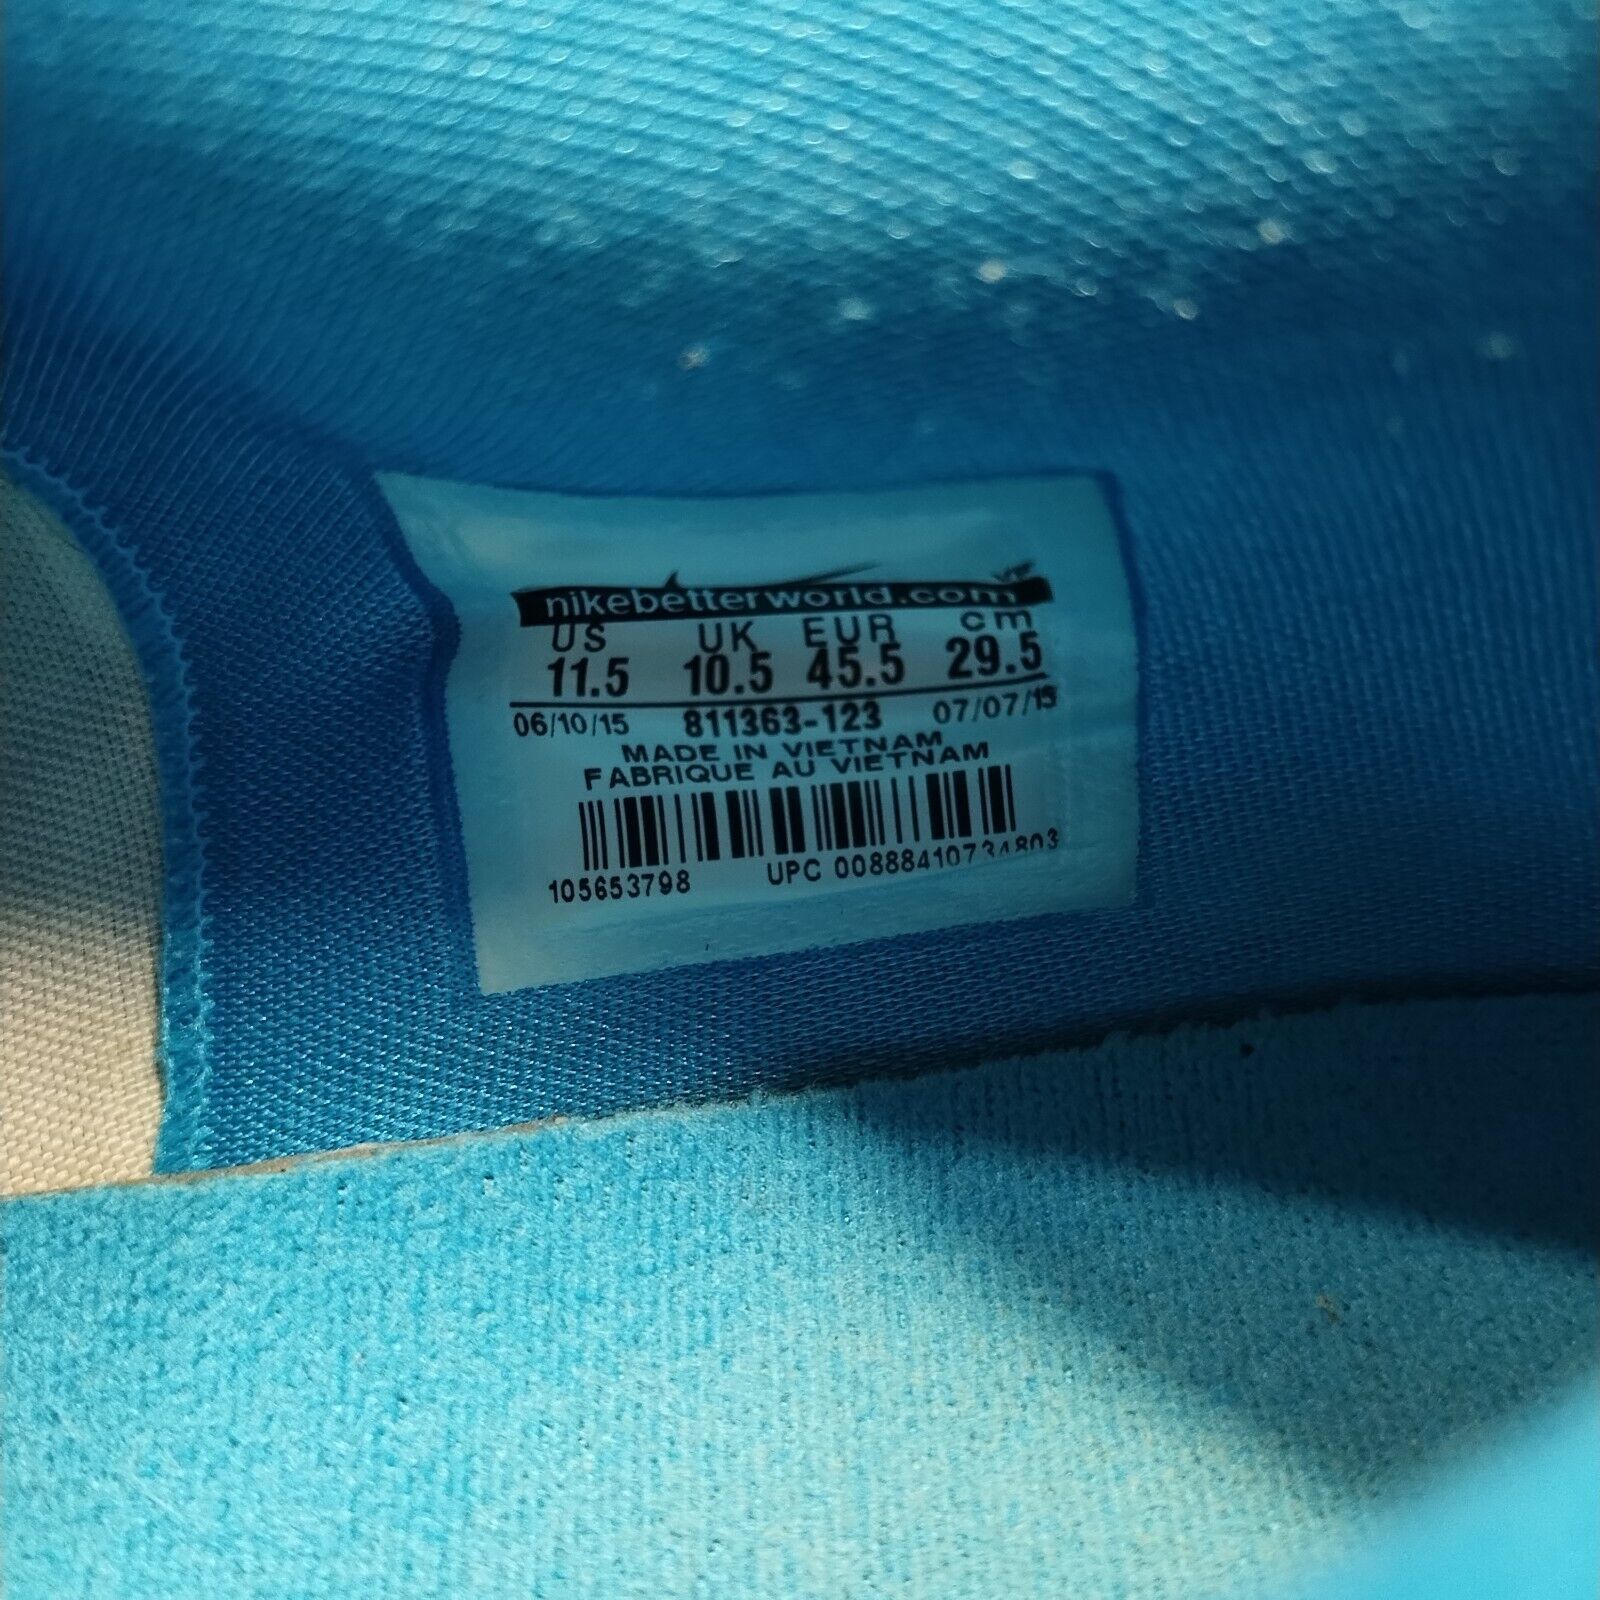 nikebetterworld.com
US UK EUR cm
11.5 10.5 45.5 29.5
06/10/15 811363-123 07/07/15
MADE IN VIETNAM
FABRIQUE AU VIETNAM
105653798 UPC 00888410734803